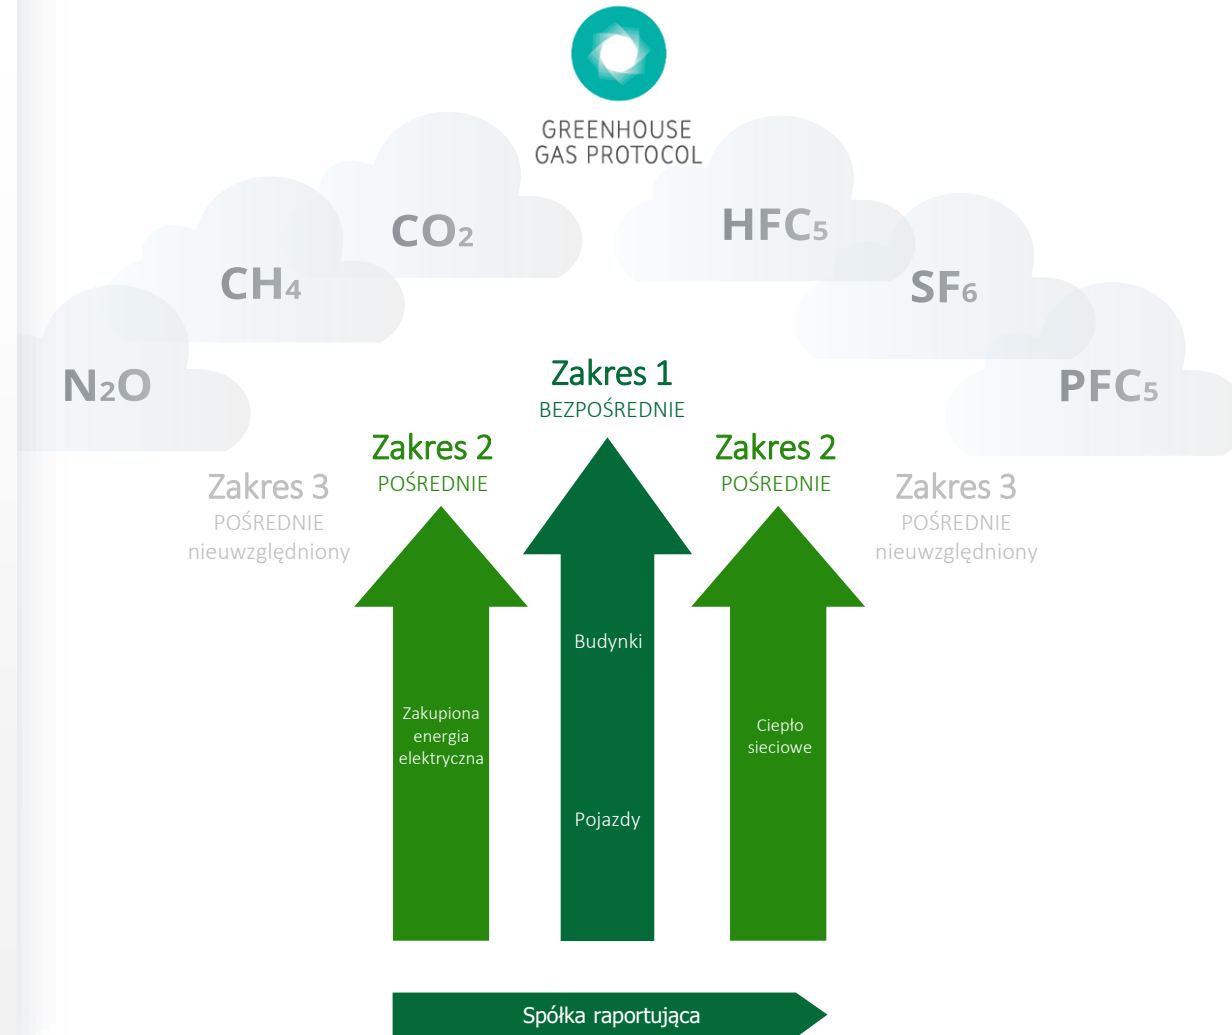 GREENHOUSE
GAS PROTOCOL
CO₂
HFC₅
CH₄
SF₆
N₂O
PFC₅
Zakres 1
BEZPOŚREDNIE
Zakres 2
POŚREDNIE
Zakres 2
POŚREDNIE
Zakres 3
POŚREDNIE
nieuwzględniony
Zakres 3
POŚREDNIE
nieuwzględniony
Budynki
Zakupiona
energia
elektryczna
Ciepło
sieciowe
Pojazdy
Spółka raportująca